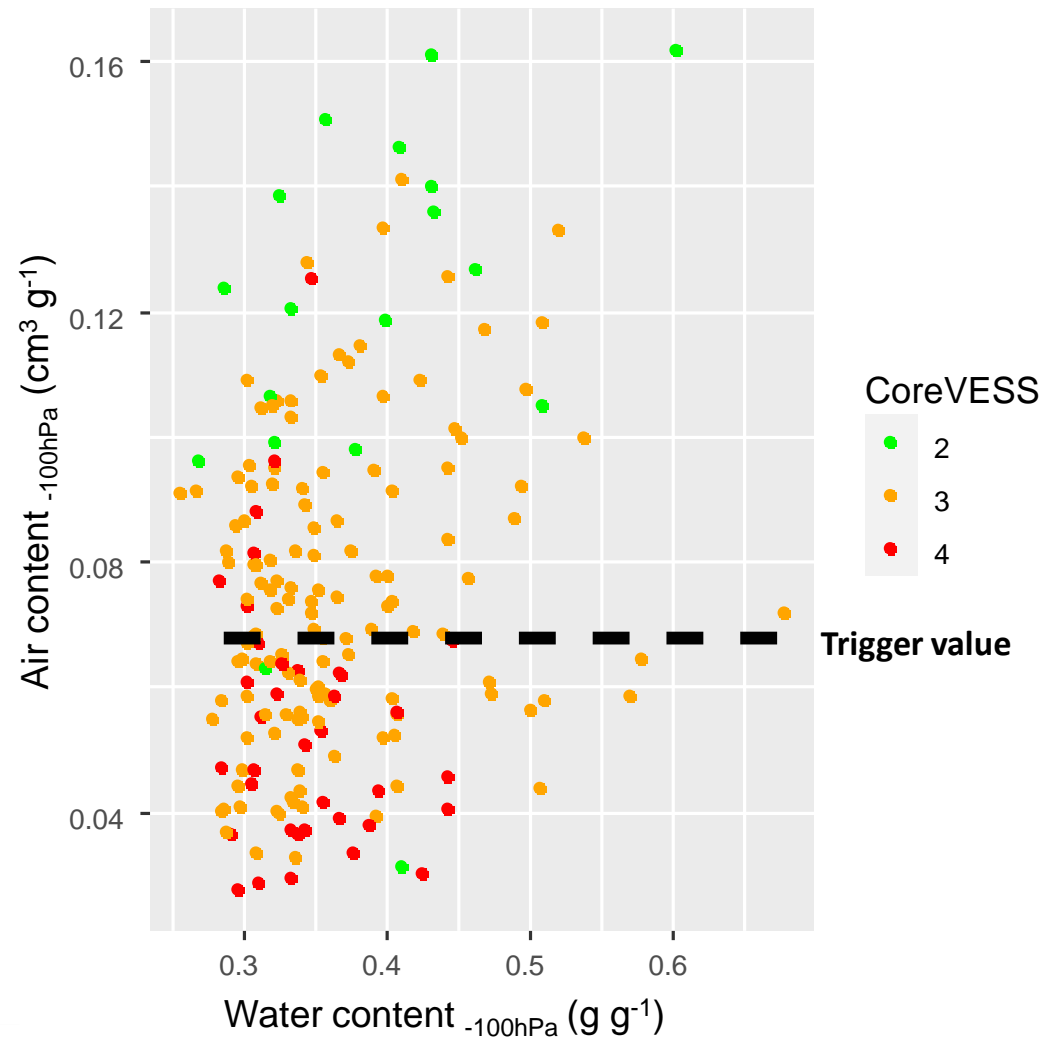 0.16
0.12
0.08
0.04
Air content -100hPa (cm3 g-1)
0.3 0.4 0.5 0.6
Water content -100hPa (g g-1)
CoreVESS
2
3
4
Trigger value